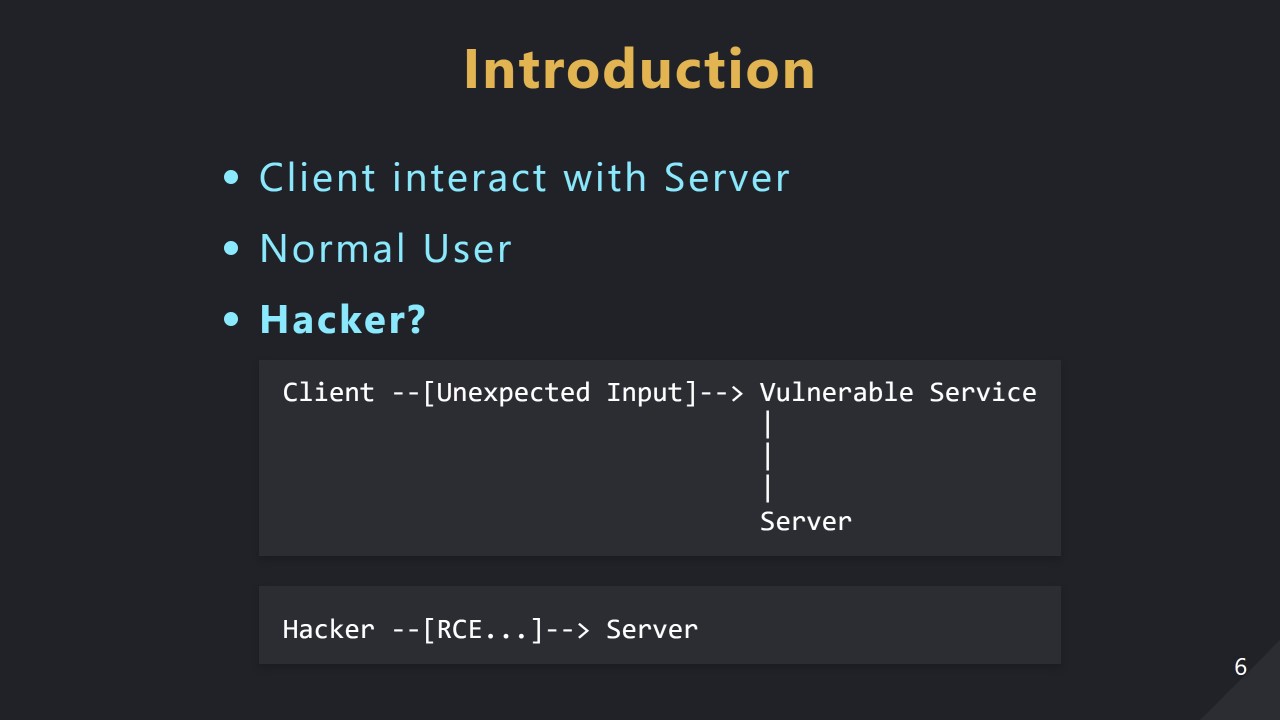 Introduction
• Client interact with Server
• Normal User
• Hacker?
Client --[Unexpected Input]--> Vulnerable Service
|
|
|
Server
Hacker --[RCE...]--> Server
6